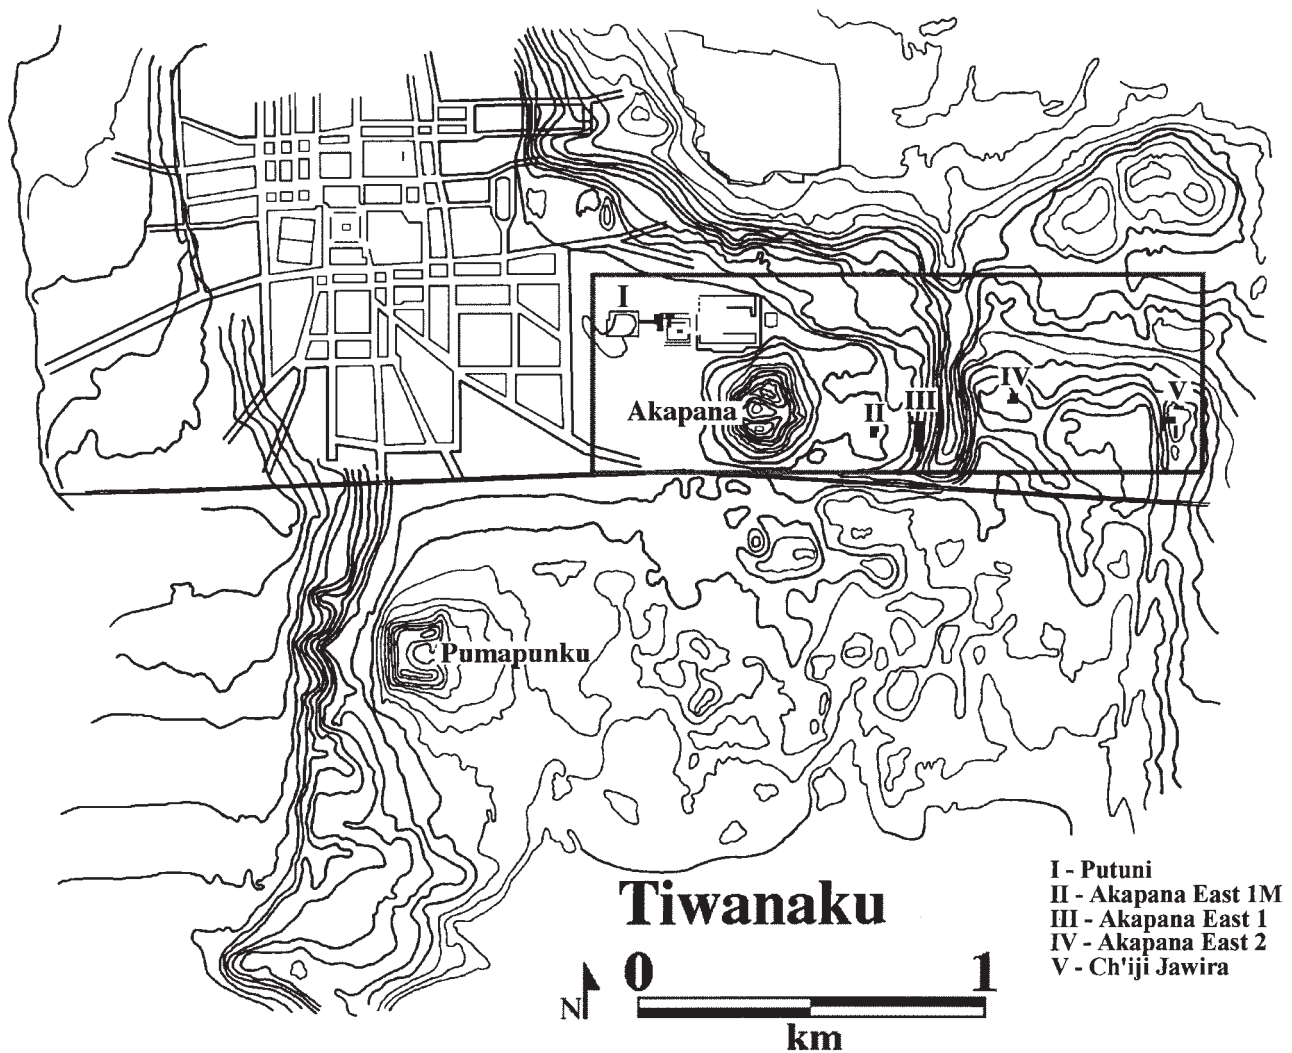 I
Akapana
II
III
IV
V
Pumapunku
Tiwanaku
I - Putuni
II - Akapana East 1M
III - Akapana East 1
IV - Akapana East 2
V - Ch'iji Jawira
N
0 1
km